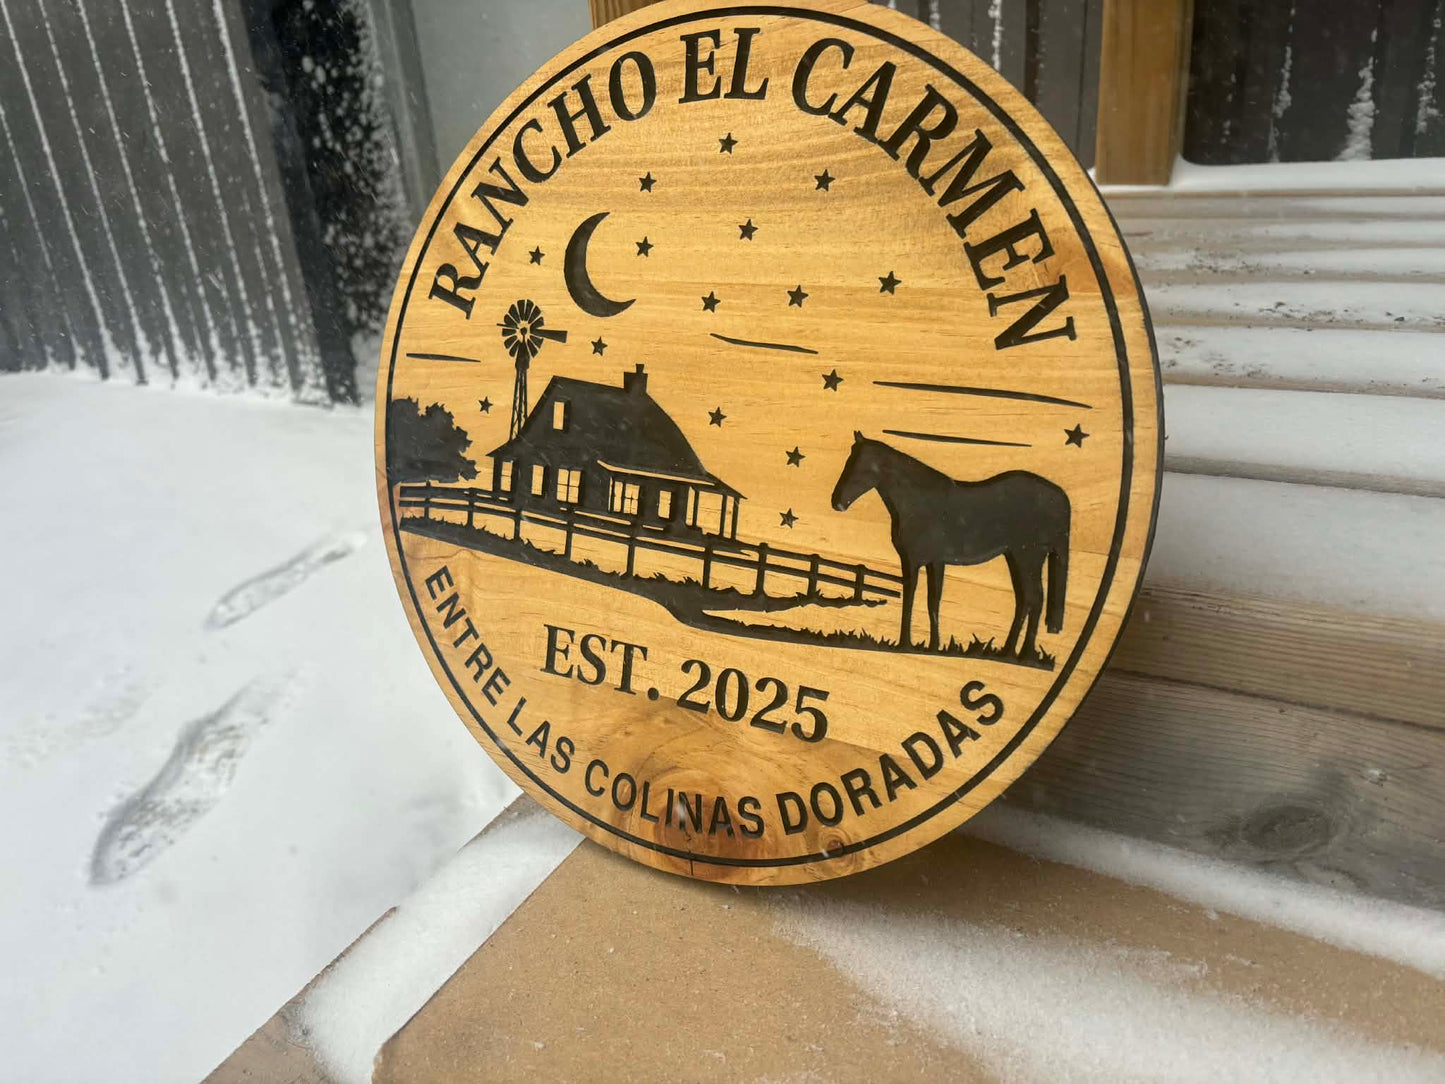 RANCHO EL CARMEN
EST. 2025
ENTRE LAS COLINAS DORADAS